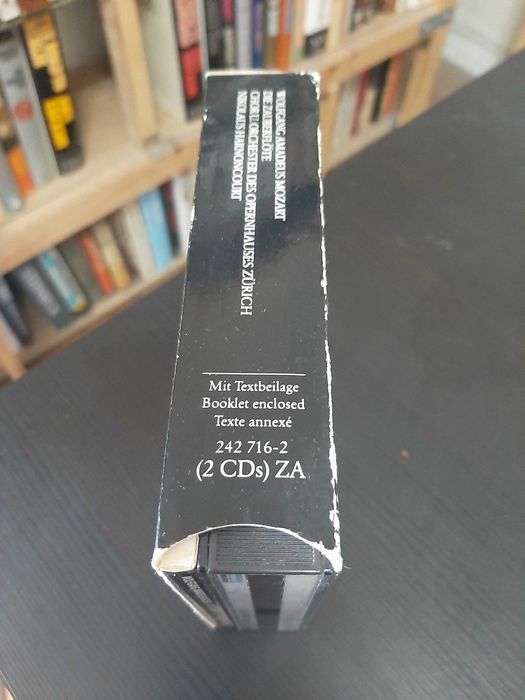 WOLFGANG AMADEUS MOZART
DIE ZAUBERFLÖTE
CHOR U. ORCHESTER DES OPERNHAUSES ZÜRICH
NIKOLAUS HARNONCOURT
Mit Textbeilage
Booklet enclosed
Texte annexé
242 716-2
(2 CDs) ZA